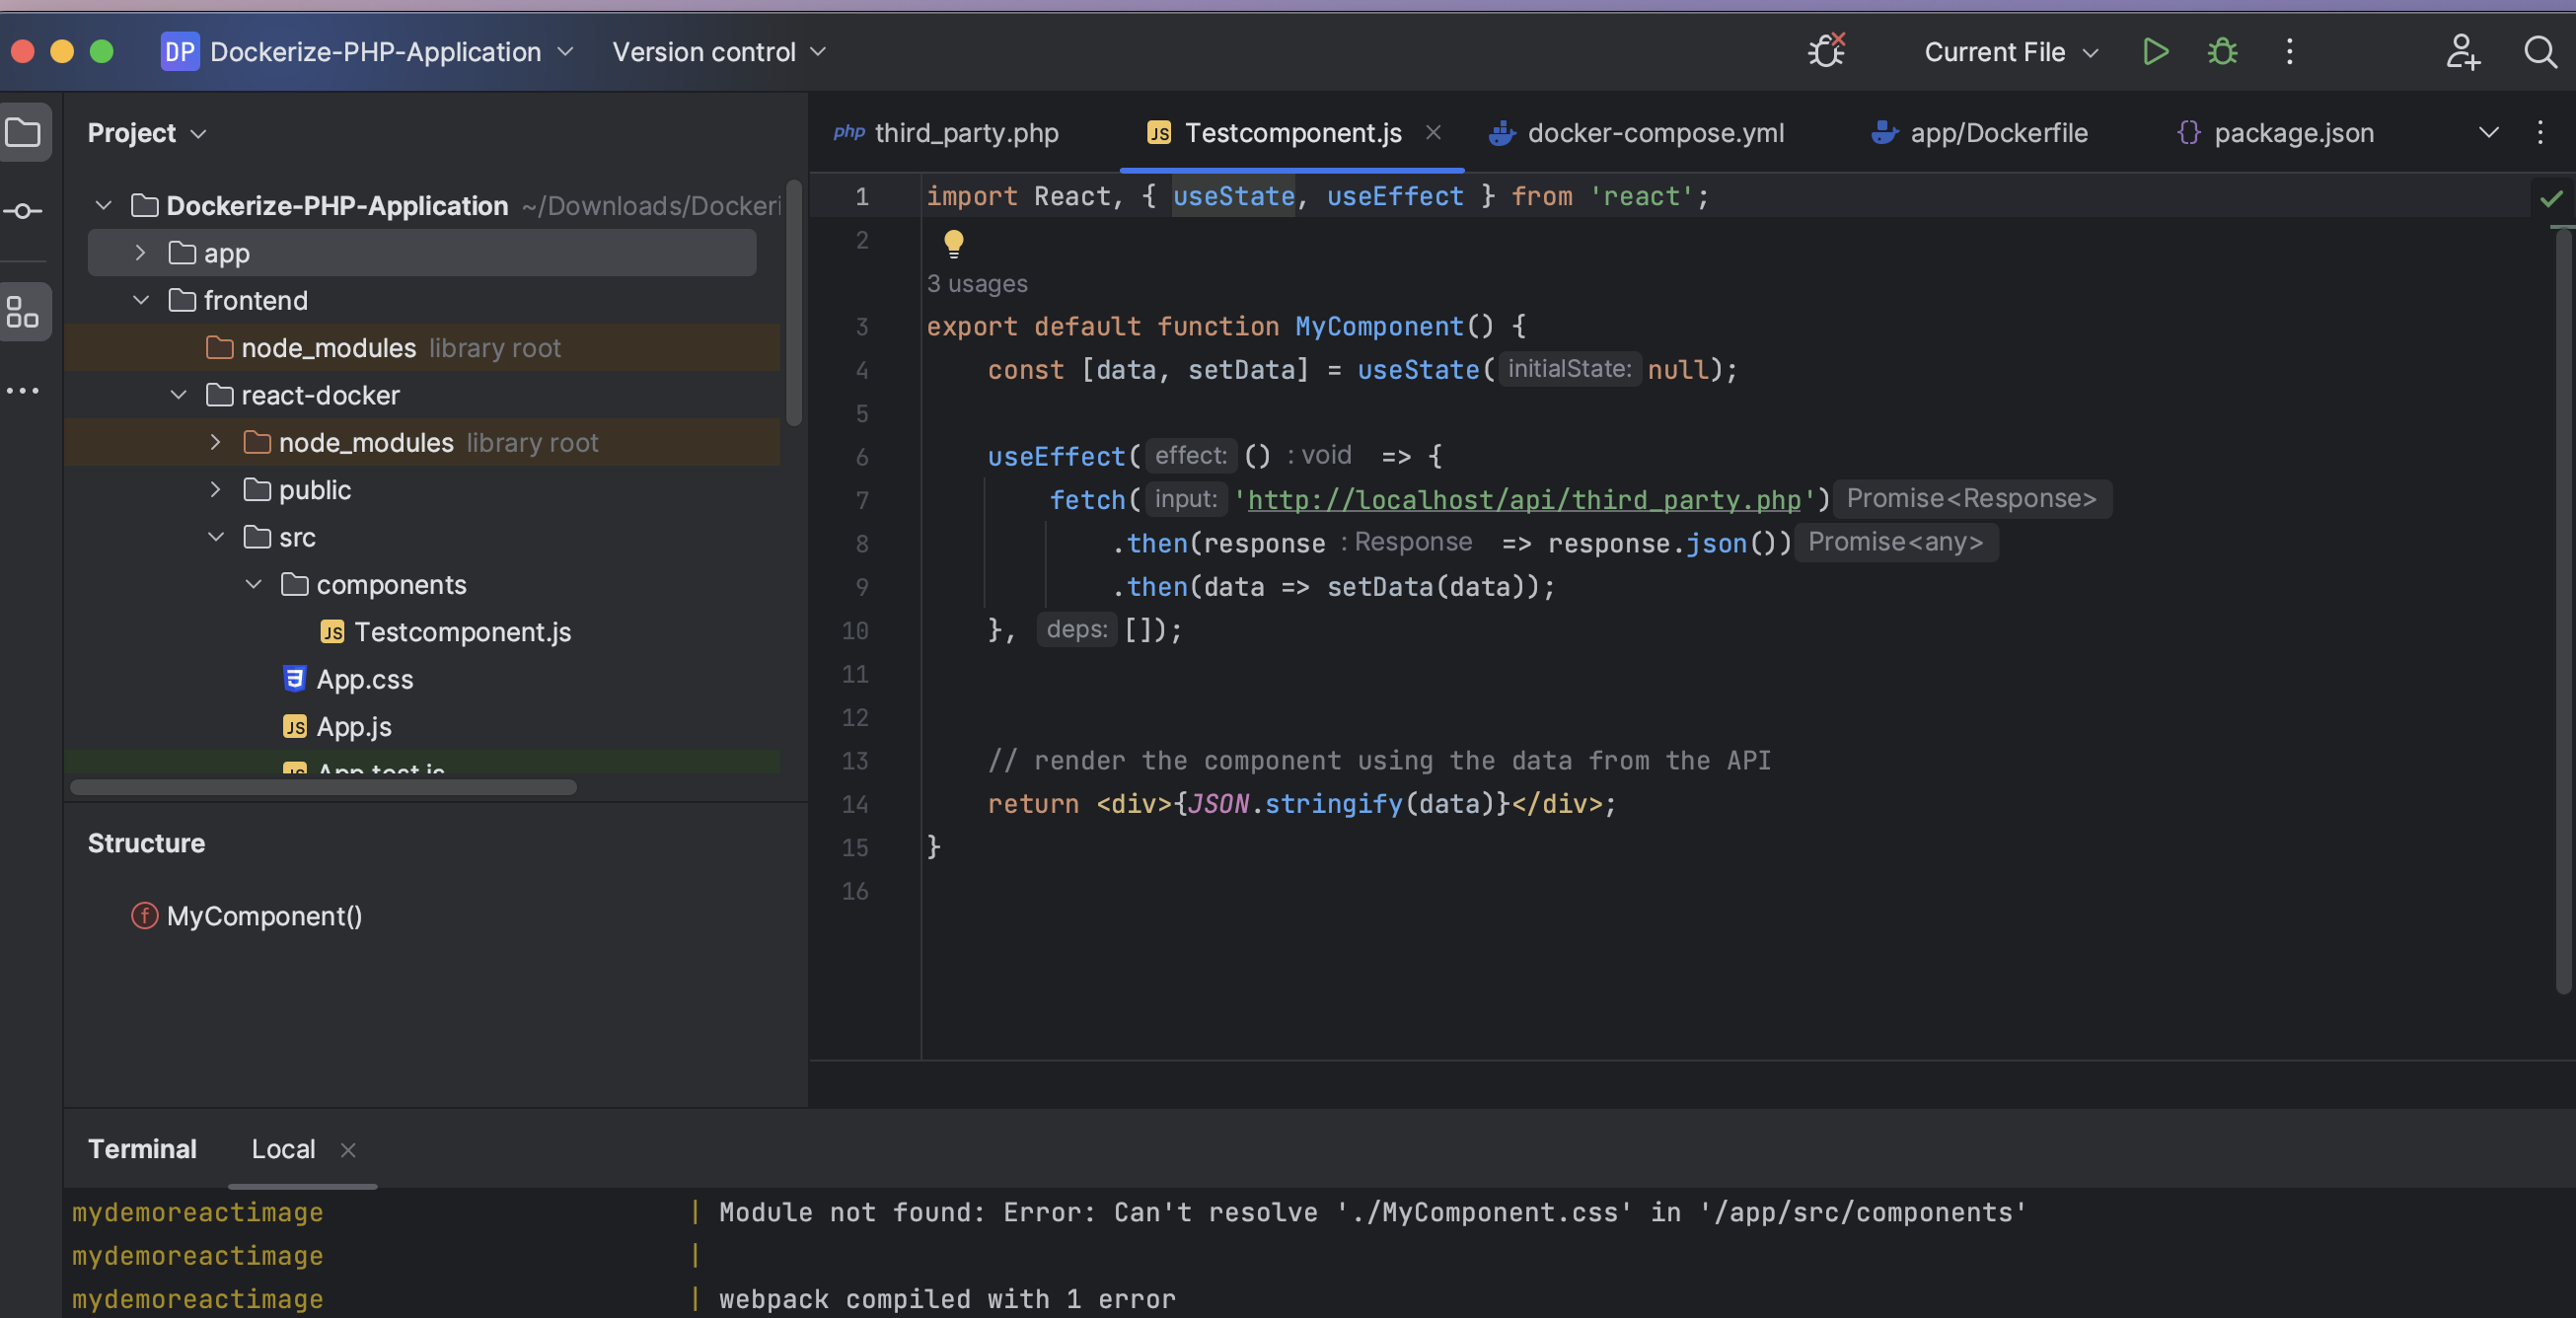 DP Dockerize-PHP-Application Version control Current File
Project
Dockerize-PHP-Application ~/Downloads/Dockeri
app
frontend
node_modules library root
react-docker
node_modules library root
public
src
components
JS Testcomponent.js
App.css
JS App.js
JS App.test.js
Structure
f MyComponent()
php third_party.php JS Testcomponent.js docker-compose.yml app/Dockerfile {} package.json
1 import React, { useState, useEffect } from 'react';
2
3 usages
3 export default function MyComponent() {
4 const [data, setData] = useState( initialState: null);
5
6 useEffect( effect: () : void => {
7 fetch( input: 'http://localhost/api/third_party.php') Promise<Response>
8 .then(response : Response => response.json()) Promise<any>
9 .then(data => setData(data));
10 }, deps: []);
11
12
13 // render the component using the data from the API
14 return <div>{JSON.stringify(data)}</div>;
15 }
16
Terminal Local
mydemoreactimage | Module not found: Error: Can't resolve './MyComponent.css' in '/app/src/components'
mydemoreactimage |
mydemoreactimage | webpack compiled with 1 error